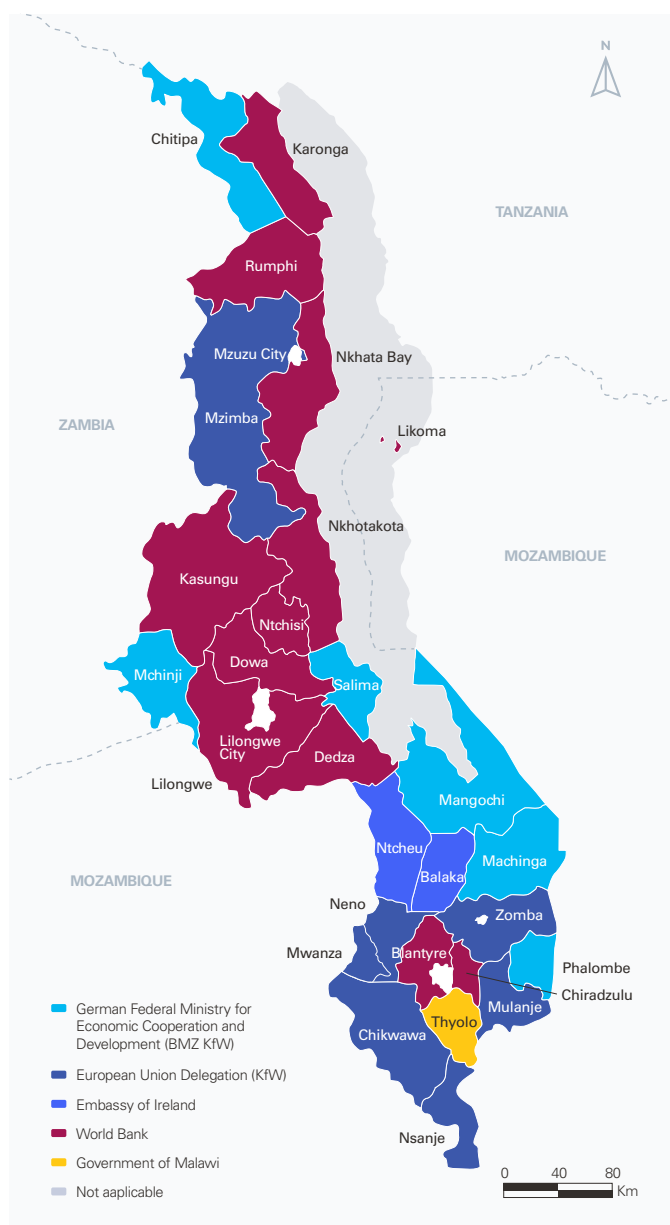 N
Chitipa
Karonga
TANZANIA
Rumphi
Mzuzu City
Nkhata Bay
Mzimba
ZAMBIA
Likoma
Nkhotakota
MOZAMBIQUE
Kasungu
Ntchisi
Dowa
Mchinji
Salima
Lilongwe
City
Dedza
Lilongwe
Mangochi
Ntcheu
Machinga
Balaka
MOZAMBIQUE
Neno
Zomba
Mwanza
Blantyre
Phalombe
Chiradzulu
Mulanje
Thyolo
Chikwawa
Nsanje
German Federal Ministry for
Economic Cooperation and
Development (BMZ KfW)
European Union Delegation (KfW)
Embassy of Ireland
World Bank
Government of Malawi
Not aaplicable
0 40 80
Km